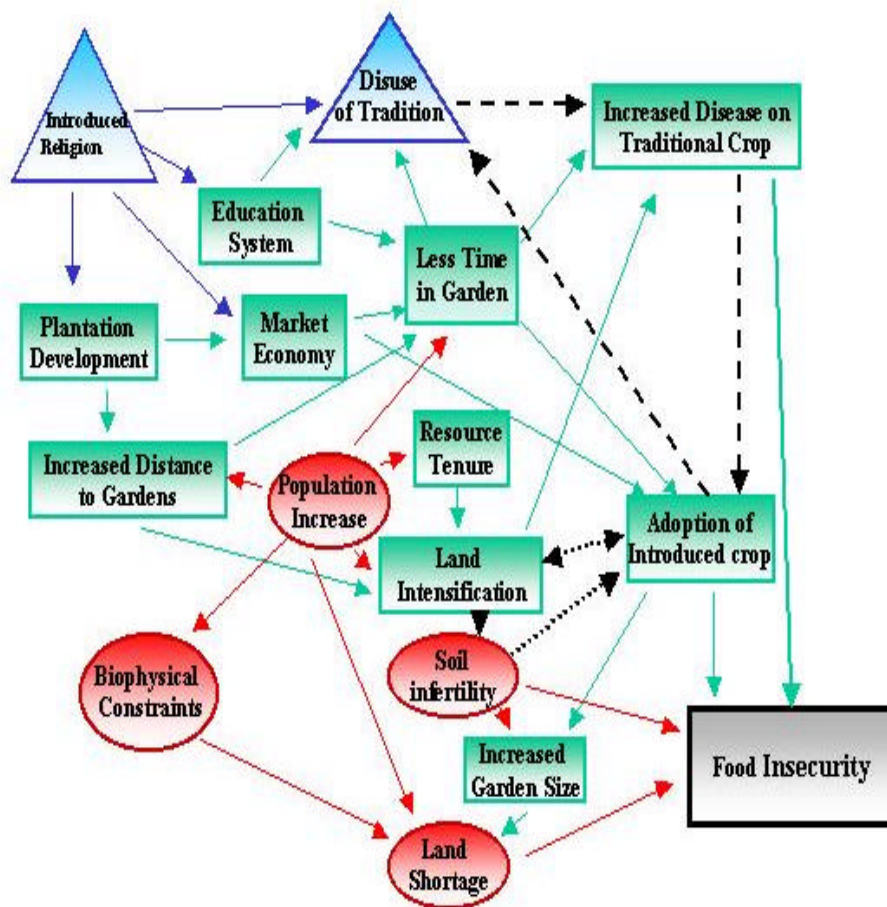 Disuse
of Tradition
Introduced
Religion
Increased Disease on
Traditional Crop
Education
System
Less Time
in Garden
Plantation
Development
Market
Economy
Resource
Tenure
Increased Distance
to Gardens
Population
Increase
Adoption of
Introduced crop
Land
Intensification
Biophysical
Constraints
Soil
infertility
Increased
Garden Size
Food Insecurity
Land
Shortage